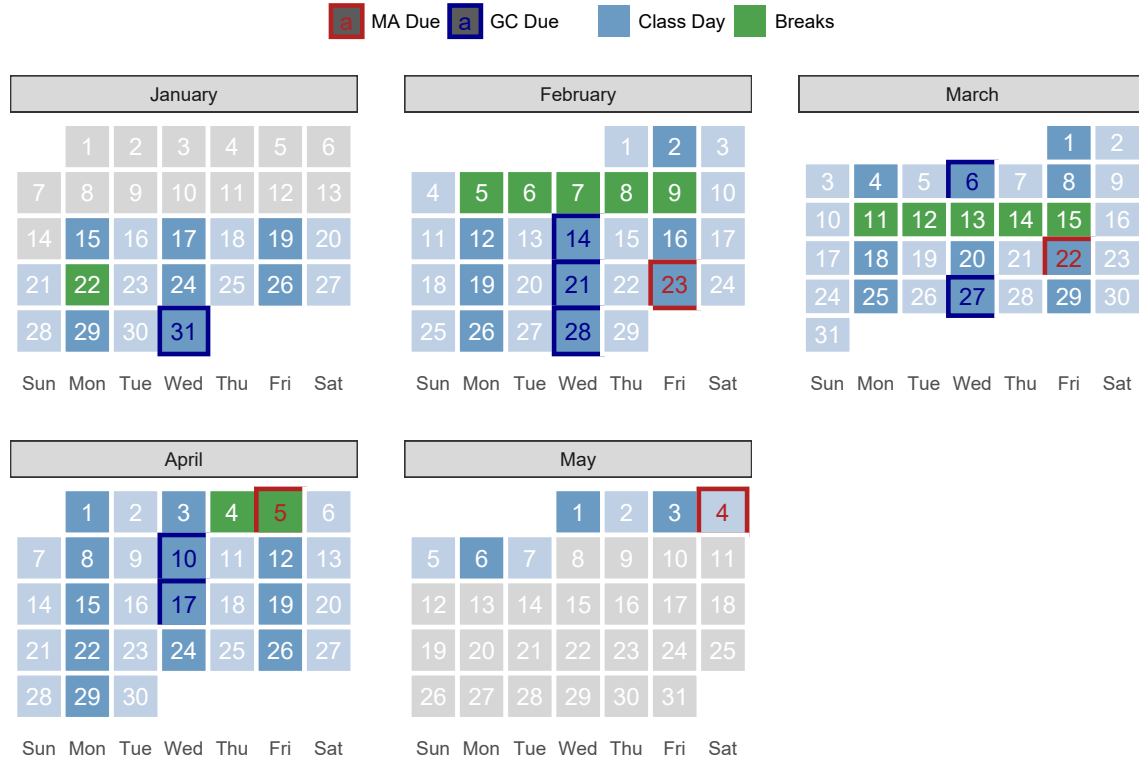 a MA Due a GC Due Class Day Breaks
January
1 2 3 4 5 6
7 8 9 10 11 12 13
14 15 16 17 18 19 20
21 22 23 24 25 26 27
28 29 30 31
Sun Mon Tue Wed Thu Fri Sat
February
1 2 3
4 5 6 7 8 9 10
11 12 13 14 15 16 17
18 19 20 21 22 23 24
25 26 27 28 29
Sun Mon Tue Wed Thu Fri Sat
March
1 2
3 4 5 6 7 8 9
10 11 12 13 14 15 16
17 18 19 20 21 22 23
24 25 26 27 28 29 30
31
Sun Mon Tue Wed Thu Fri Sat
April
1 2 3 4 5 6
7 8 9 10 11 12 13
14 15 16 17 18 19 20
21 22 23 24 25 26 27
28 29 30
Sun Mon Tue Wed Thu Fri Sat
May
1 2 3 4
5 6 7 8 9 10 11
12 13 14 15 16 17 18
19 20 21 22 23 24 25
26 27 28 29 30 31
Sun Mon Tue Wed Thu Fri Sat